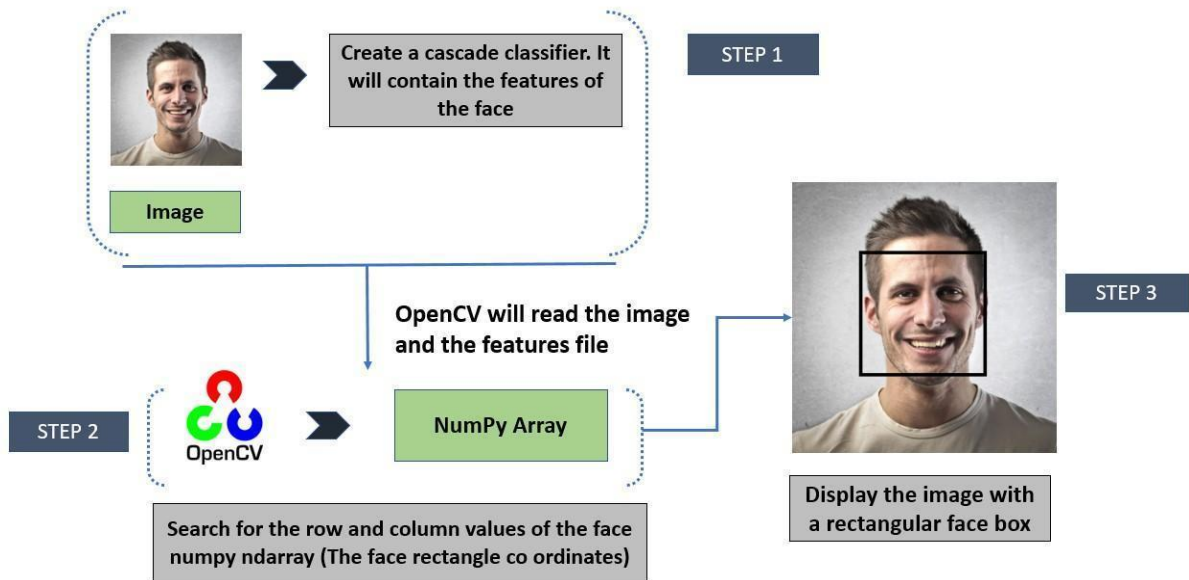 Create a cascade classifier. It
will contain the features of
the face
STEP 1
Image
OpenCV will read the image
and the features file
STEP 3
STEP 2
OpenCV
NumPy Array
Search for the row and column values of the face
numpy ndarray (The face rectangle co ordinates)
Display the image with
a rectangular face box